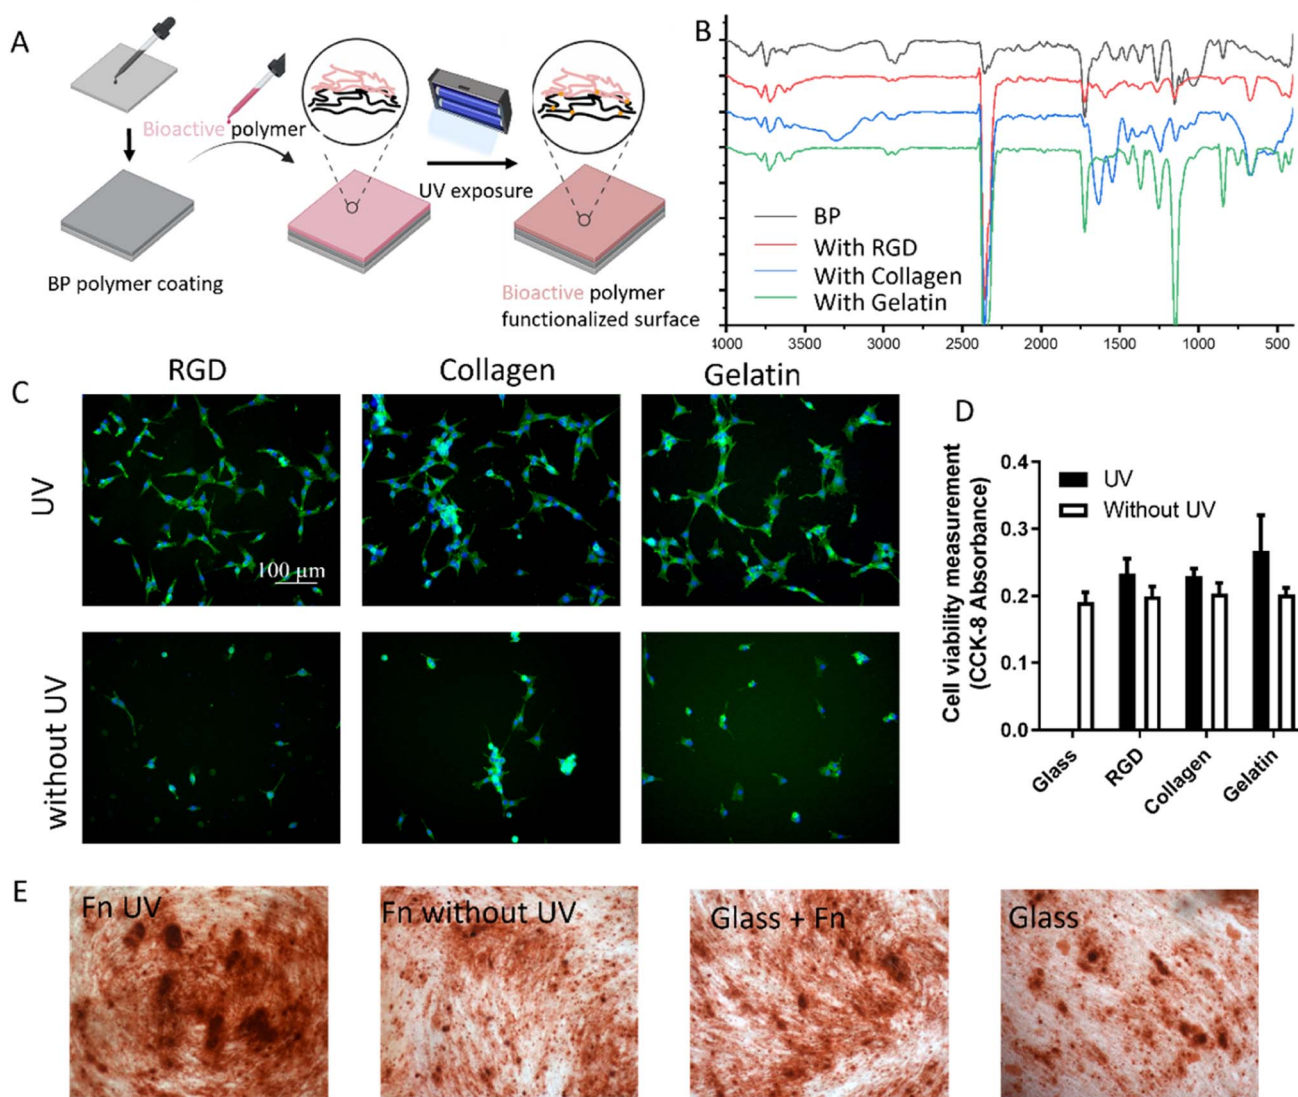 A
Bioactive polymer
UV exposure
BP polymer coating
Bioactive polymer
functionalized surface
B
BP
With RGD
With Collagen
With Gelatin
4000 3500 3000 2500 2000 1500 1000 500
C
RGD Collagen Gelatin
UV
100 μm
without UV
D
Cell viability measurement
(CCK-8 Absorbance)
0.4
0.3
0.2
0.1
0.0
UV
Without UV
Glass RGD Collagen Gelatin
E
Fn UV
Fn without UV
Glass + Fn
Glass